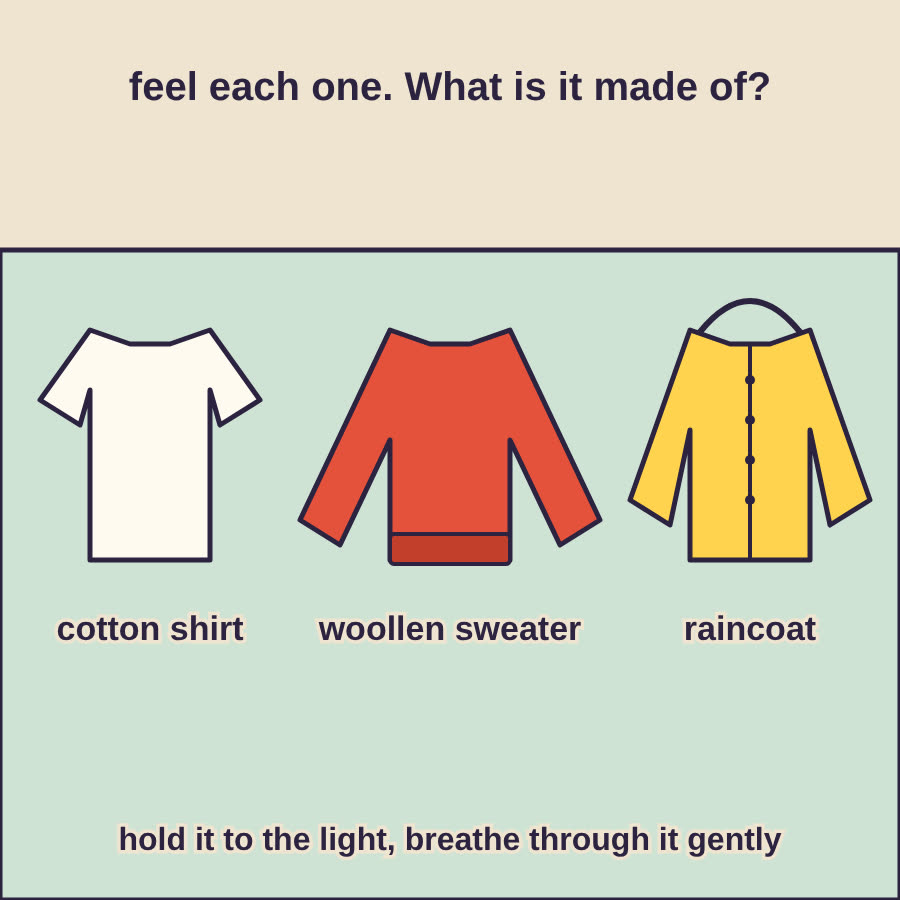 feel each one. What is it made of?
cotton shirt
woollen sweater
raincoat
hold it to the light, breathe through it gently